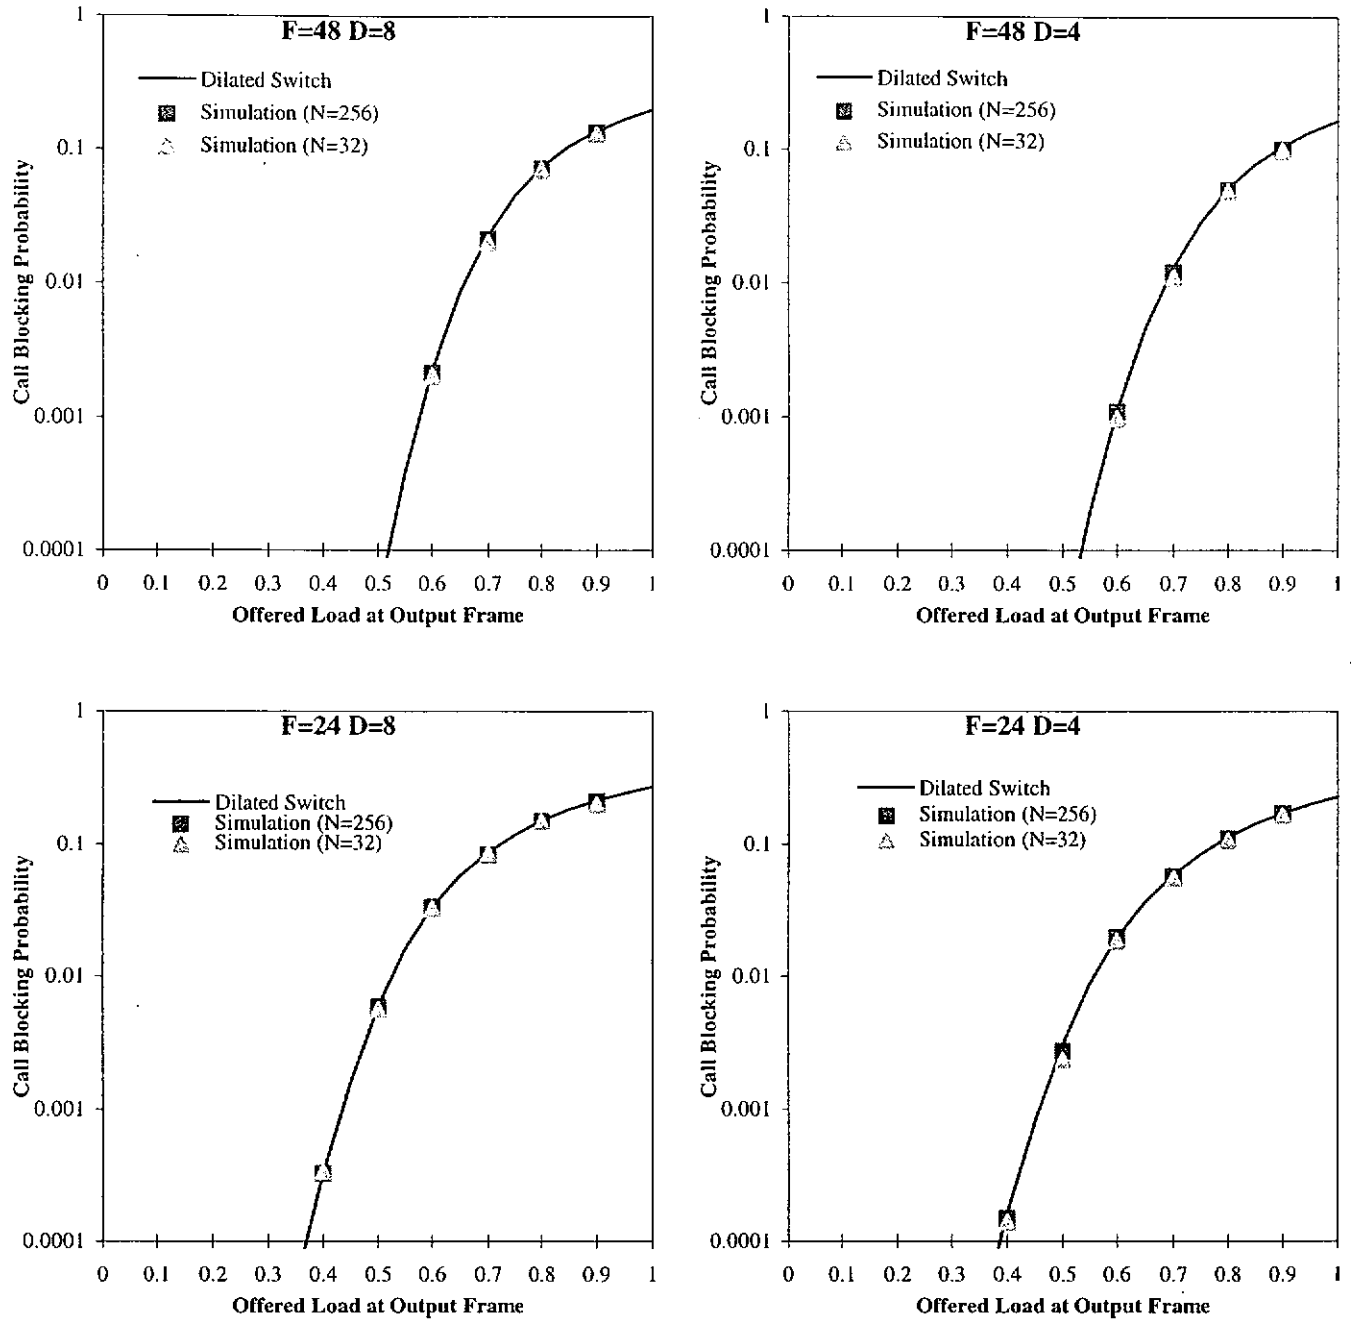 F=48 D=8
Dilated Switch
Simulation (N=256)
Simulation (N=32)
Call Blocking Probability
1
0.1
0.01
0.001
0.0001
0 0.1 0.2 0.3 0.4 0.5 0.6 0.7 0.8 0.9 1
Offered Load at Output Frame
F=48 D=4
Dilated Switch
Simulation (N=256)
Simulation (N=32)
Call Blocking Probability
1
0.1
0.01
0.001
0.0001
0 0.1 0.2 0.3 0.4 0.5 0.6 0.7 0.8 0.9 1
Offered Load at Output Frame
F=24 D=8
Dilated Switch
Simulation (N=256)
Simulation (N=32)
Call Blocking Probability
1
0.1
0.01
0.001
0.0001
0 0.1 0.2 0.3 0.4 0.5 0.6 0.7 0.8 0.9 1
Offered Load at Output Frame
F=24 D=4
Dilated Switch
Simulation (N=256)
Simulation (N=32)
Call Blocking Probability
1
0.1
0.01
0.001
0.0001
0 0.1 0.2 0.3 0.4 0.5 0.6 0.7 0.8 0.9 1
Offered Load at Output Frame